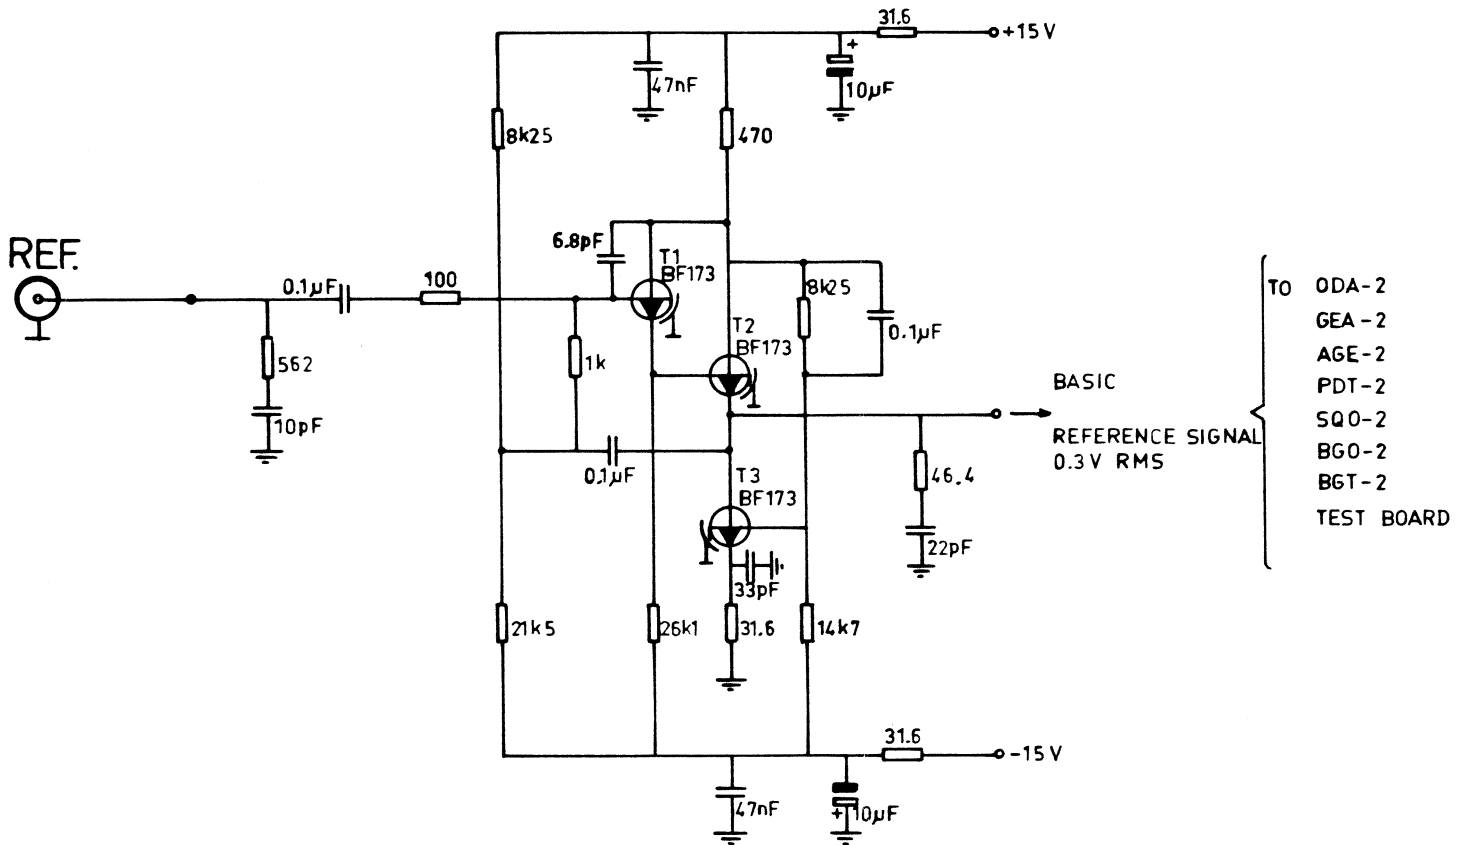 31.6
+15 V
+
47nF
10µF
8k25
470
REF.
6.8pF
T1
BF173
0.1µF
100
8k25
TO
ODA-2
GEA-2
AGE-2
PDT-2
SQO-2
BGO-2
BGT-2
TEST BOARD
0.1µF
T2
BF173
562
1k
BASIC
REFERENCE SIGNAL
0.3V RMS
10pF
0.1µF
T3
BF173
46.4
22pF
33pF
21k5
26k1
31.6
14k7
31.6
-15V
47nF
+
10µF